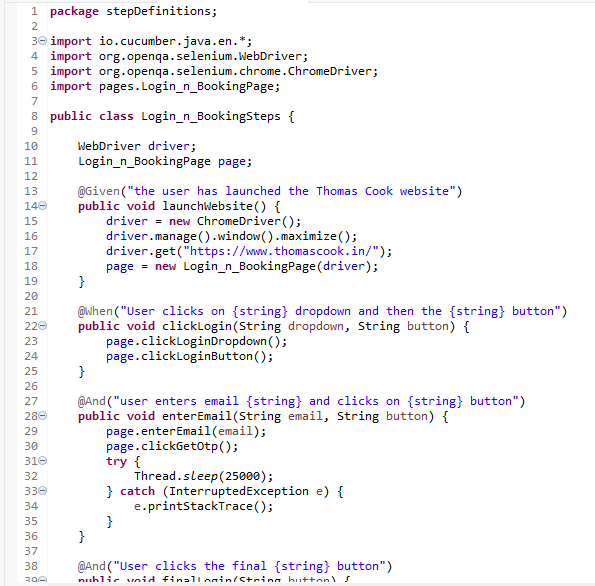 1 package stepDefinitions;
2
3 import io.cucumber.java.en.*;
4 import org.openqa.selenium.WebDriver;
5 import org.openqa.selenium.chrome.ChromeDriver;
6 import pages.Login_n_BookingPage;
7
8 public class Login_n_BookingSteps {
9
10     WebDriver driver;
11     Login_n_BookingPage page;
12
13     @Given("the user has launched the Thomas Cook website")
14     public void launchWebsite() {
15         driver = new ChromeDriver();
16         driver.manage().window().maximize();
17         driver.get("https://www.thomascook.in/");
18         page = new Login_n_BookingPage(driver);
19     }
20
21     @When("User clicks on {string} dropdown and then the {string} button")
22     public void clickLogin(String dropdown, String button) {
23         page.clickLoginDropdown();
24         page.clickLoginButton();
25     }
26
27     @And("user enters email {string} and clicks on {string} button")
28     public void enterEmail(String email, String button) {
29         page.enterEmail(email);
30         page.clickGetOtp();
31         try {
32             Thread.sleep(25000);
33         } catch (InterruptedException e) {
34             e.printStackTrace();
35         }
36     }
37
38     @And("User clicks the final {string} button")
39     public void finalLogin(String button) {